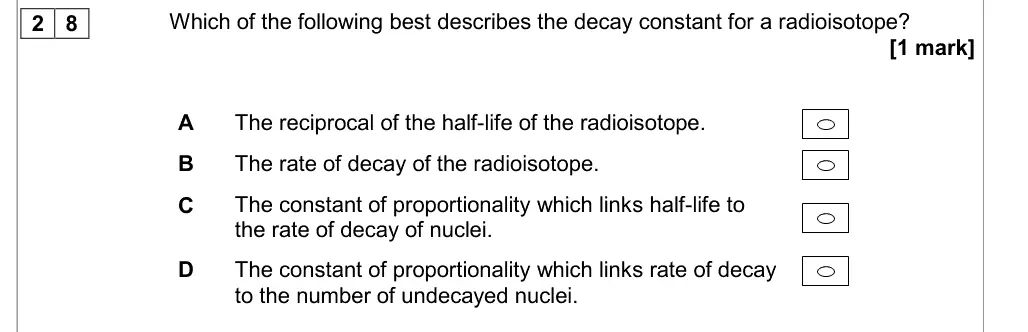 2 8 Which of the following best describes the decay constant for a radioisotope?
[1 mark]
A The reciprocal of the half-life of the radioisotope.
B The rate of decay of the radioisotope.
C The constant of proportionality which links half-life to
the rate of decay of nuclei.
D The constant of proportionality which links rate of decay
to the number of undecayed nuclei.